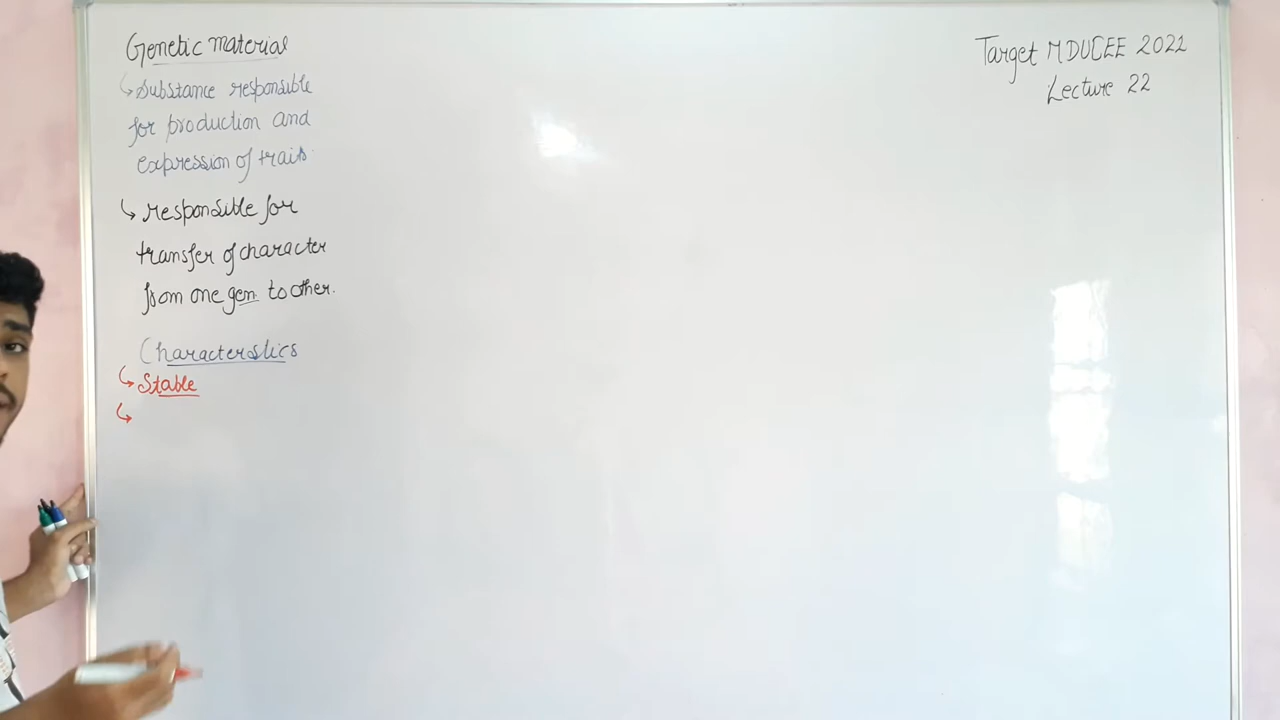 Genetic material
Substance responsible
for production and
expression of traits.
responsible for
transfer of character
from one gen. to other.
Characterstics
Stable
Target MDUCEE 2022
Lecture 22